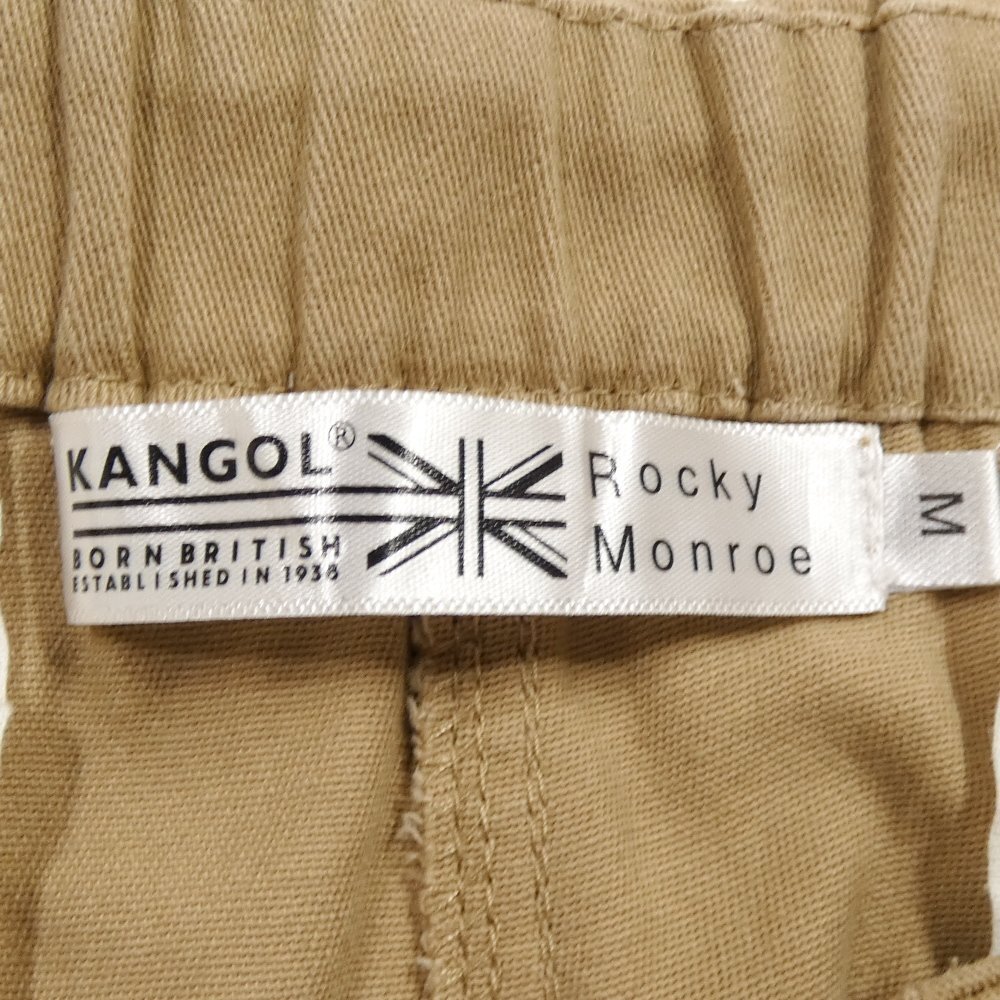 KANGOL®
BORN BRITISH
ESTABLISHED IN 1938
Rocky
Monroe
M